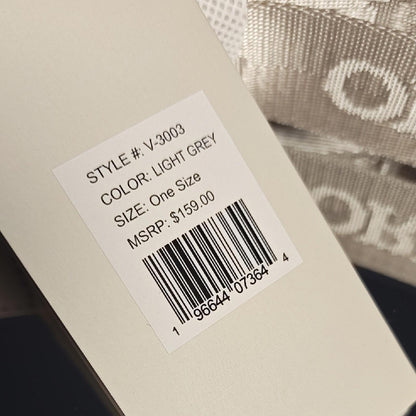 STYLE #: V-3003
COLOR: LIGHT GREY
SIZE: One Size
MSRP: $159.00
1 96644 07364 4